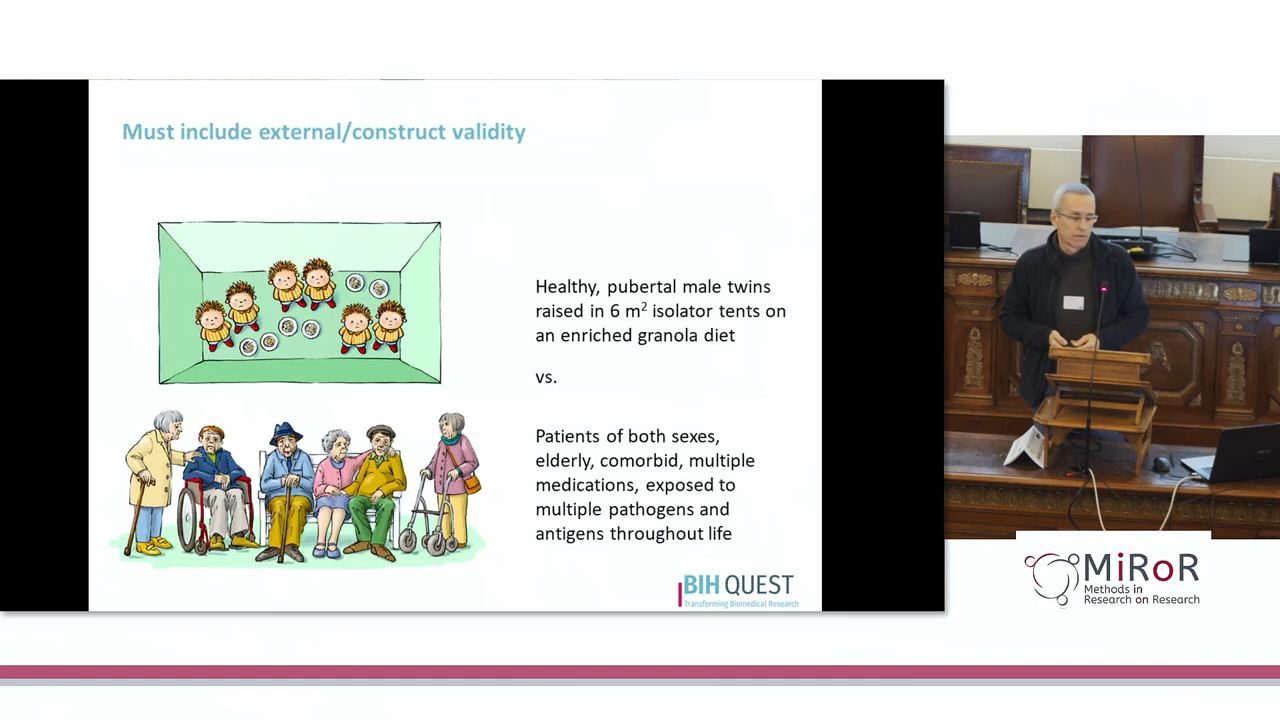 Must include external/construct validity
Healthy, pubertal male twins
raised in 6 m² isolator tents on
an enriched granola diet
vs.
Patients of both sexes,
elderly, comorbid, multiple
medications, exposed to
multiple pathogens and
antigens throughout life
BIH QUEST
Transforming Biomedical Research
MiRoR
Methods in
Research on Research